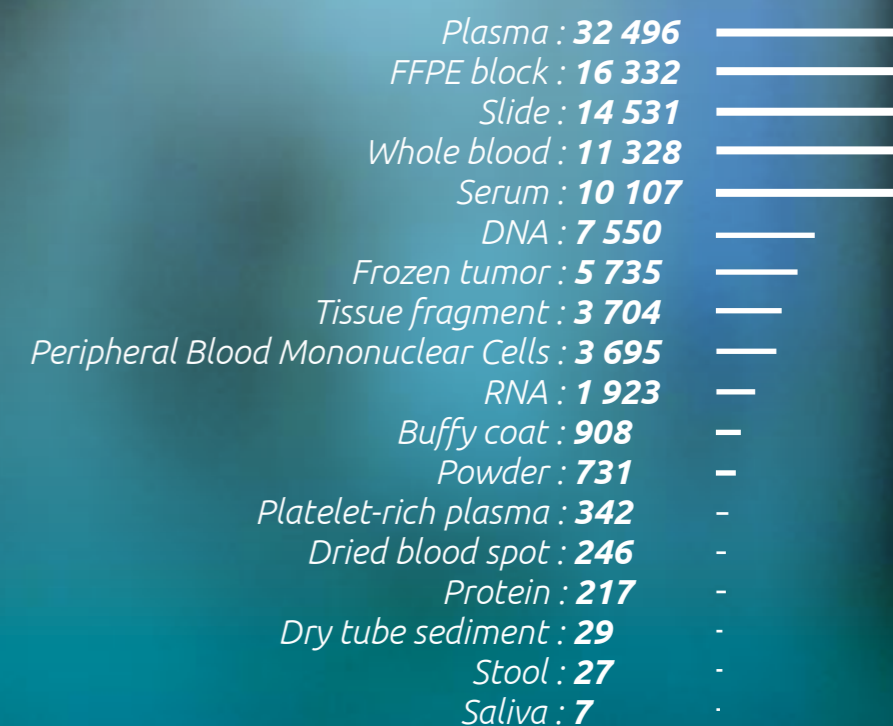 Plasma : 32 496
FFPE block : 16 332
Slide : 14 531
Whole blood : 11 328
Serum : 10 107
DNA : 7 550
Frozen tumor : 5 735
Tissue fragment : 3 704
Peripheral Blood Mononuclear Cells : 3 695
RNA : 1 923
Buffy coat : 908
Powder : 731
Platelet-rich plasma : 342
Dried blood spot : 246
Protein : 217
Dry tube sediment : 29
Stool : 27
Saliva : 7